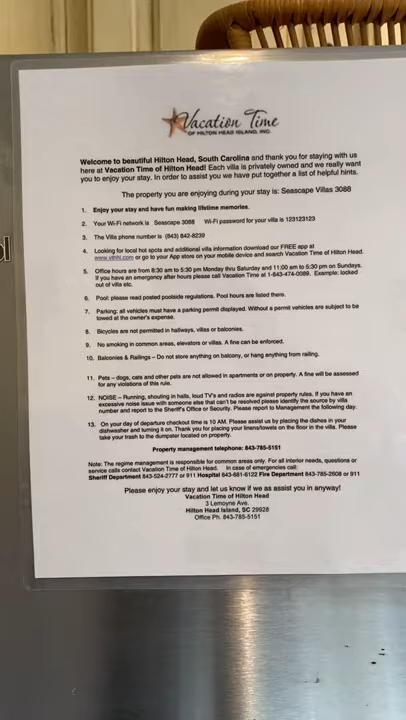 Vacation Time
OF HILTON HEAD ISLAND, INC.
Welcome to beautiful Hilton Head, South Carolina and thank you for staying with us
here at Vacation Time of Hilton Head! Each villa is privately owned and we really want
you to enjoy your stay. In order to assist you we have put together a list of helpful hints.
The property you are enjoying during your stay is: Seascape Villas 3088
1. Enjoy your stay and have fun making lifetime memories.
2. Your Wi-Fi network is Seascape 3088 Wi-Fi password for your villa is 123123123
3. The Villa phone number is (843) 842-8239
4. Looking for local hot spots and additional villa information download our FREE app at
www.vthhi.com or go to your App store on your mobile device and search Vacation Time of Hilton Head.
5. Office hours are from 8:30 am to 5:30 pm Monday thru Saturday and 11:00 am to 5:30 pm on Sundays.
If you have an emergency after hours please call Vacation Time at 1-843-474-0089. Example: locked
out of villa etc.
6. Pool: please read posted poolside regulations. Pool hours are listed there.
7. Parking: all vehicles must have a parking permit displayed. Without a permit vehicles are subject to be
towed at the owner's expense.
8. Bicycles are not permitted in hallways, villas or balconies.
9. No smoking in common areas, elevators or villas. A fine can be enforced.
10. Balconies & Railings – Do not store anything on balcony, or hang anything from railing.
11. Pets – dogs, cats and other pets are not allowed in apartments or on property. A fine will be assessed
for any violations of this rule.
12. NOISE – Running, shouting in halls, loud TV's and radios are against property rules. If you have an
excessive noise issue with someone else that can't be resolved please identify the source by villa
number and report to the Sheriff's Office or Security. Please report to Management the following day.
13. On your day of departure checkout time is 10 AM. Please assist us by placing the dishes in your
dishwasher and turning it on. Thank you for placing your linens/towels on the floor in the villa. Please
take your trash to the dumpster located on property.
Property management telephone: 843-785-5151
Note: The regime management is responsible for common areas only. For all interior needs, questions or
service calls contact Vacation Time of Hilton Head. In case of emergencies call:
Sheriff Department 843-524-2777 or 911 Hospital 843-681-6122 Fire Department 843-785-2608 or 911
Please enjoy your stay and let us know if we as assist you in anyway!
Vacation Time of Hilton Head
3 Lemoyne Ave.
Hilton Head Island, SC 29928
Office Ph. 843-785-5151